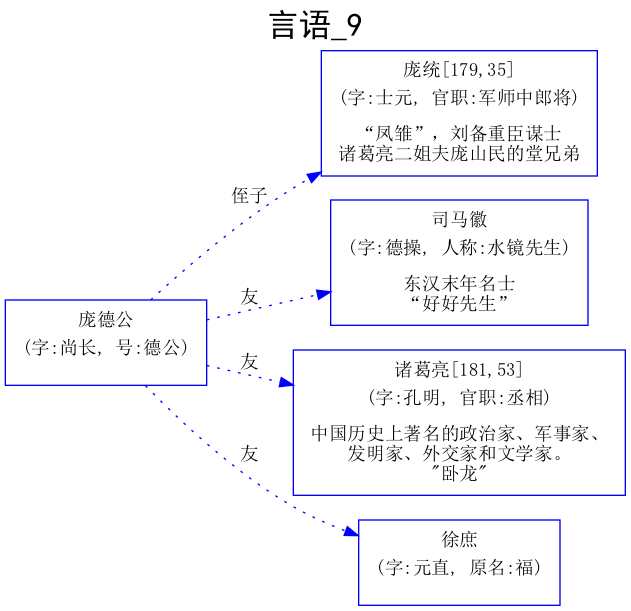 言语_9
庞统[179,35]
(字:士元, 官职:军师中郎将)
“凤雏”，刘备重臣谋士
诸葛亮二姐夫庞山民的堂兄弟
侄子
司马徽
(字:德操, 人称:水镜先生)
东汉末年名士
“好好先生”
友
庞德公
(字:尚长, 号:德公)
诸葛亮[181,53]
(字:孔明, 官职:丞相)
中国历史上著名的政治家、军事家、
发明家、外交家和文学家。
"卧龙"
友
友
徐庶
(字:元直, 原名:福)